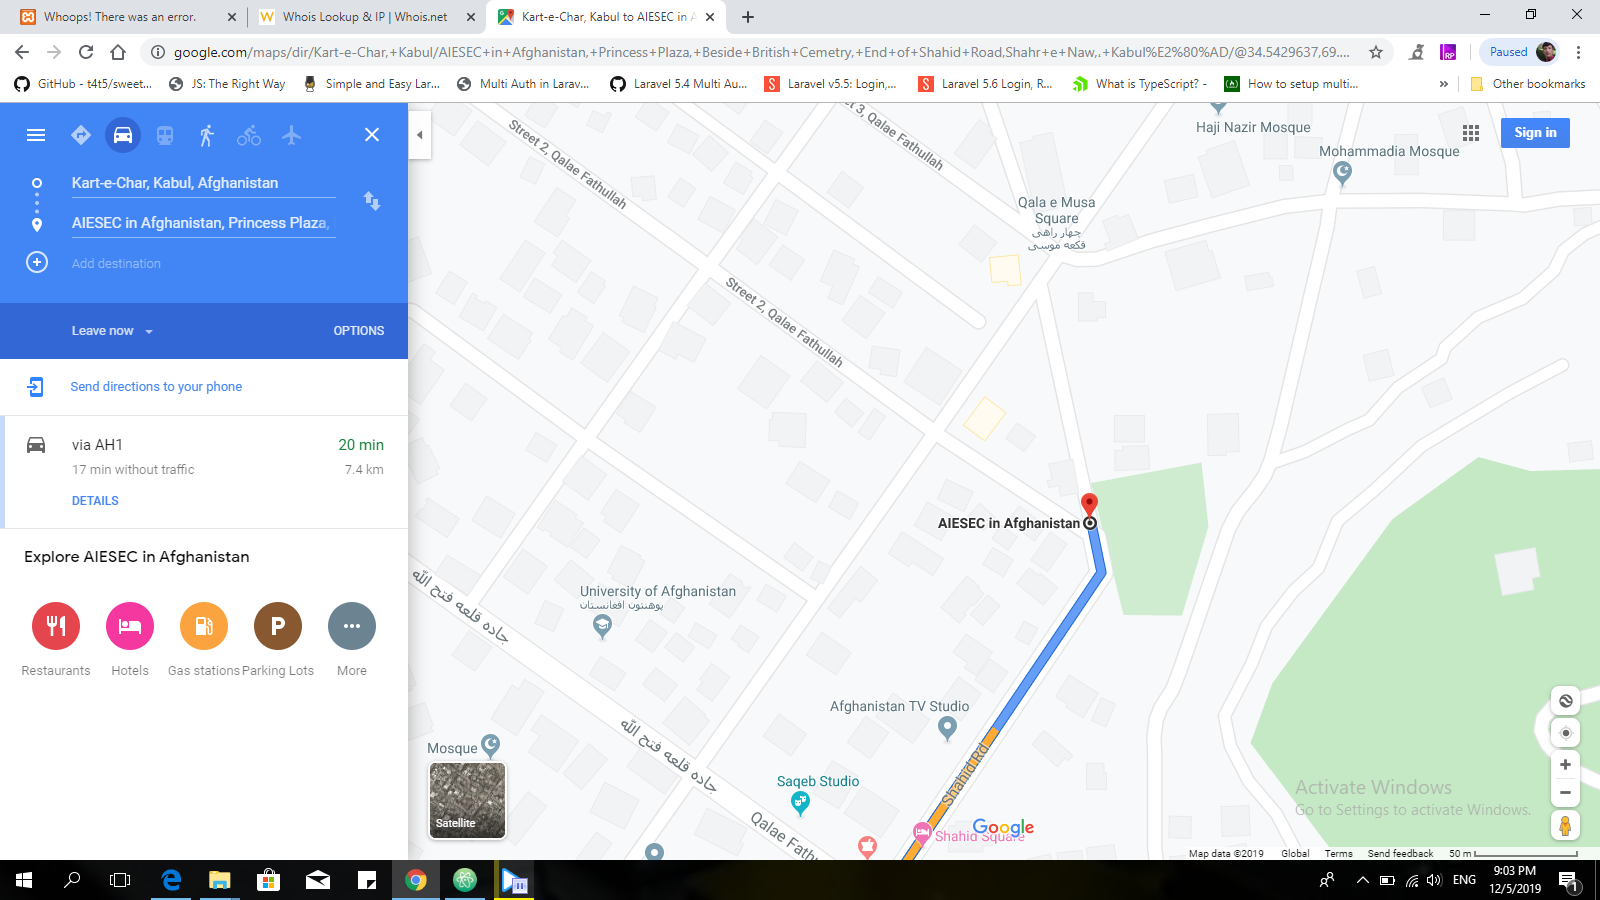 Whoops! There was an error.
Whois Lookup & IP | Whois.net
Kart-e-Char, Kabul to AIESEC in A
google.com/maps/dir/Kart-e-Char,+Kabul/AIESEC+in+Afghanistan,+Princess+Plaza,+Beside+British+Cemetry,+End+of+Shahid+Road,Shahr+e+Naw,.+Kabul%E2%80%AD/@34.5429637,69....
RP
Paused
GitHub - t4t5/sweet...
JS: The Right Way
Simple and Easy Lar...
Multi Auth in Larav...
Laravel 5.4 Multi Au...
Laravel v5.5: Login,...
Laravel 5.6 Login, R...
What is TypeScript? -
How to setup multi...
»
Other bookmarks
Kart-e-Char, Kabul, Afghanistan
AIESEC in Afghanistan, Princess Plaza,
Add destination
Leave now
OPTIONS
Send directions to your phone
via AH1
20 min
17 min without traffic
7.4 km
DETAILS
Explore AIESEC in Afghanistan
P
Restaurants
Hotels
Gas stations
Parking Lots
More
Sign in
Haji Nazir Mosque
Mohammadia Mosque
et 3, Qalae Fathullah
Street 2, Qalae Fathullah
Qala e Musa
Square
چهار راهی
قلعه موسی
Street 2, Qalae Fathullah
AIESEC in Afghanistan
University of Afghanistan
پوهنتون افغانستان
جاده قلعه فتح الله
Afghanistan TV Studio
Mosque
جاده قلعه فتح الله
Shahid Rd
Saqeb Studio
Qalae Fathu
Shahid Square
Google
Satellite
Activate Windows
Go to Settings to activate Windows.
Map data ©2019
Global
Terms
Send feedback
50 m
ENG
9:03 PM
12/5/2019
1